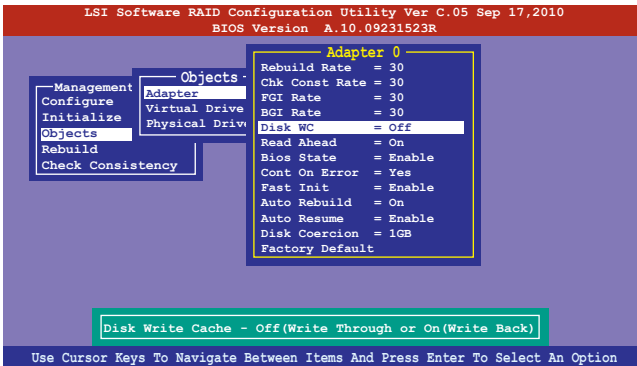 LSI Software RAID Configuration Utility Ver C.05 Sep 17,2010
BIOS Version A.10.09231523R
Management
Configure
Initialize
Objects
Rebuild
Check Consistency
Objects
Adapter
Virtual Drive
Physical Driv
Adapter 0
Rebuild Rate = 30
Chk Const Rate = 30
FGI Rate = 30
BGI Rate = 30
Disk WC = Off
Read Ahead = On
Bios State = Enable
Cont On Error = Yes
Fast Init = Enable
Auto Rebuild = On
Auto Resume = Enable
Disk Coercion = 1GB
Factory Default
Disk Write Cache - Off(Write Through or On(Write Back)
Use Cursor Keys To Navigate Between Items And Press Enter To Select An Option